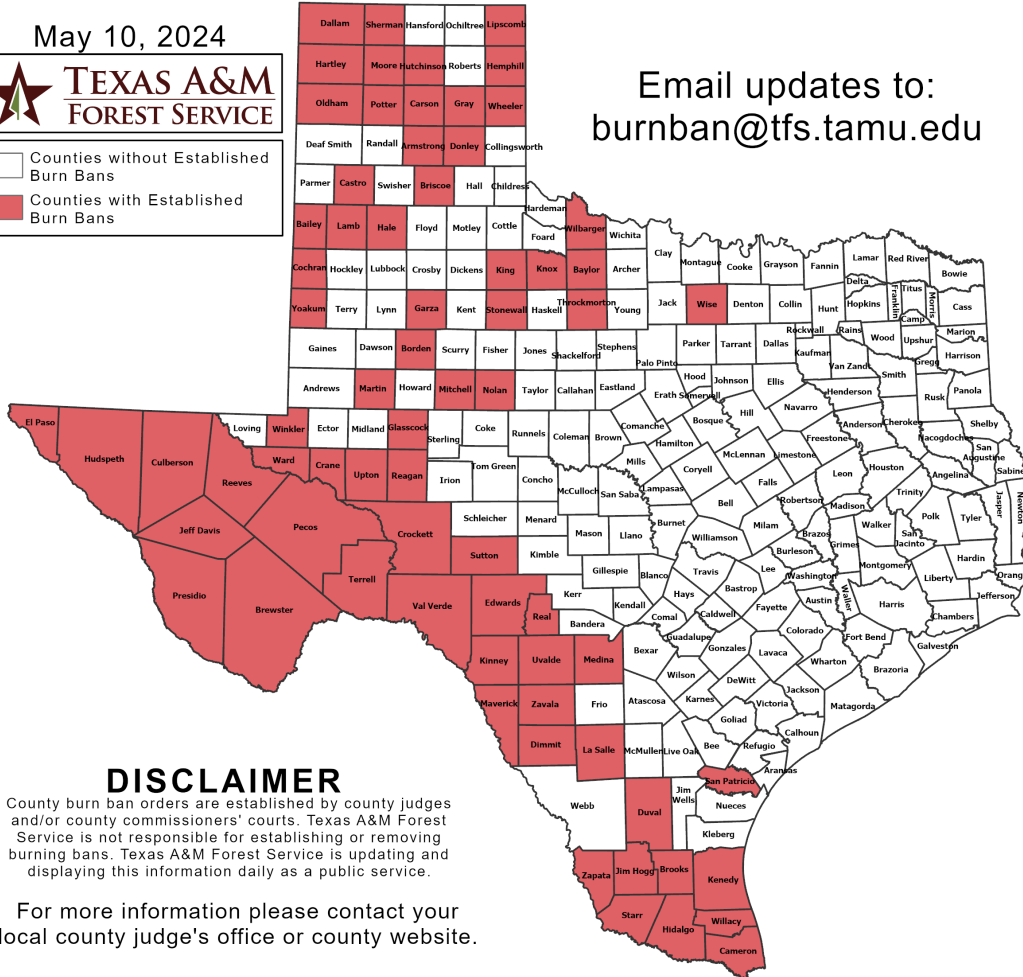 May 10, 2024
TEXAS A&M
FOREST SERVICE
Counties without Established
Burn Bans
Counties with Established
Burn Bans
Email updates to:
burnban@tfs.tamu.edu
Dallam Sherman Hansford Ochiltree Lipscomb
Hartley Moore Hutchinson Roberts Hemphill
Oldham Potter Carson Gray Wheeler
Deaf Smith Randall Armstrong Donley Collingsworth
Parmer Castro Swisher Briscoe Hall Childress
Hardeman
Bailey Lamb Hale Floyd Motley Cottle Foard Wilbarger Wichita
Clay Montague Cooke Grayson Fannin Lamar Red River Bowie
Cochran Hockley Lubbock Crosby Dickens King Knox Baylor Archer
Delta Franklin Titus Morris Cass
Yoakum Terry Lynn Garza Kent Stonewall Haskell Throckmorton Young Jack Wise Denton Collin Hunt Hopkins Camp
Rockwall Rains Wood Upshur Marion
Gaines Dawson Borden Scurry Fisher Jones Shackelford Stephens Palo Pinto Parker Tarrant Dallas Kaufman Van Zandt Smith Gregg Harrison
Andrews Martin Howard Mitchell Nolan Taylor Callahan Eastland Erath Hood Somervell Johnson Ellis Henderson Rusk Panola
El Paso Hudspeth Culberson Reeves Loving Winkler Ector Midland Glasscock Sterling Coke Runnels Coleman Brown Comanche Hamilton Bosque Hill Navarro Freestone Anderson Cherokee Nacogdoches Shelby
San
Augustine
Sabine
Ward Crane Upton Reagan Irion Tom Green Concho McCulloch San Saba Mills Lampasas Coryell McLennan Limestone Falls Leon Houston Angelina
Jeff Davis Pecos Crockett Schleicher Menard Mason Llano Burnet Bell Williamson Milam Robertson Madison Trinity Walker Polk Tyler Jasper Newton
San
Jacinto
Presidio Brewster Terrell Sutton Kimble Gillespie Blanco Travis Lee Burleson Brazos Grimes Montgomery Liberty Hardin Orang
Val Verde Edwards Real Kerr Kendall Bandera Comal Hays Caldwell Bastrop Fayette Washington Austin Waller Harris Chambers Jefferson
Kinney Uvalde Medina Bexar Guadalupe Gonzales Lavaca Colorado Wharton Fort Bend Brazoria Galveston
Maverick Zavala Frio Atascosa Wilson Karnes DeWitt Victoria Jackson Matagorda
Dimmit La Salle McMullen Live Oak Bee Goliad Refugio Calhoun Aransas
San Patricio
Webb Duval
Jim
Wells
Nueces
Kleberg
Zapata Jim Hogg Brooks Kenedy
Starr Hidalgo Willacy
Cameron
DISCLAIMER
County burn ban orders are established by county judges
and/or county commissioners' courts. Texas A&M Forest
Service is not responsible for establishing or removing
burning bans. Texas A&M Forest Service is updating and
displaying this information daily as a public service.
For more information please contact your
local county judge's office or county website.